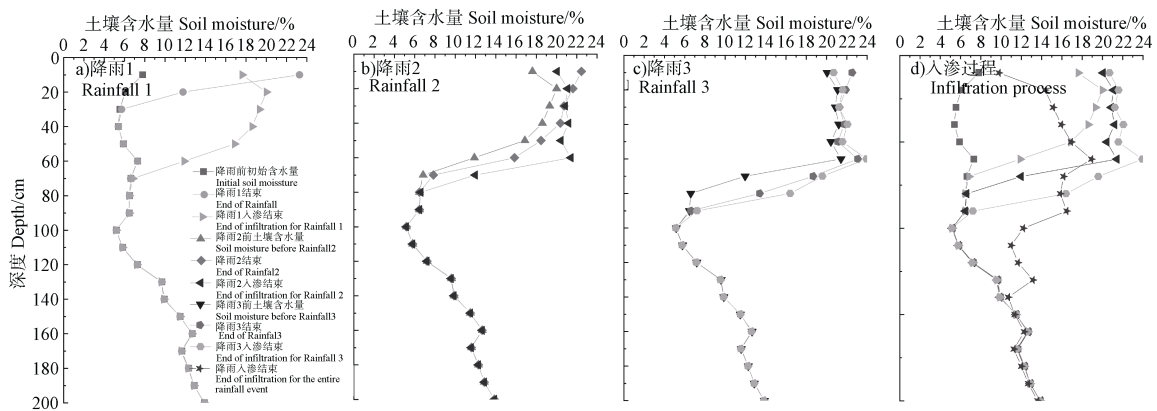 土壤含水量 Soil moisture/%
0 2 4 6 8 10 12 14 16 18 20 22 24
a)降雨1
Rainfall 1
深度 Depth/cm
0
20
40
60
80
100
120
140
160
180
200
降雨前初始含水量
Initial soil moissture
降雨1结束
End of Rainfall
降雨1入渗结束
End of infiltration for Rainfall 1
降雨2前土壤含水量
Soil moisture before Rainfall2
降雨2结束
End of Rainfal2
降雨2入渗结束
End of infiltration for Rainfall 2
降雨3前土壤含水量
Soil moisture before Rainfall3
降雨3结束
End of Rainfal3
降雨3入渗结束
End of infiltration for Rainfall 3
降雨入渗结束
End of infiltration for the entire
rainfall event
土壤含水量 Soil moisture/%
0 2 4 6 8 10 12 14 16 18 20 22 24
b)降雨2
Rainfall 2
土壤含水量 Soil moisture/%
0 2 4 6 8 10 12 14 16 18 20 22 24
c)降雨3
Rainfall 3
土壤含水量 Soil moisture/%
0 2 4 6 8 10 12 14 16 18 20 22 24
d)入渗过程
Infiltration process